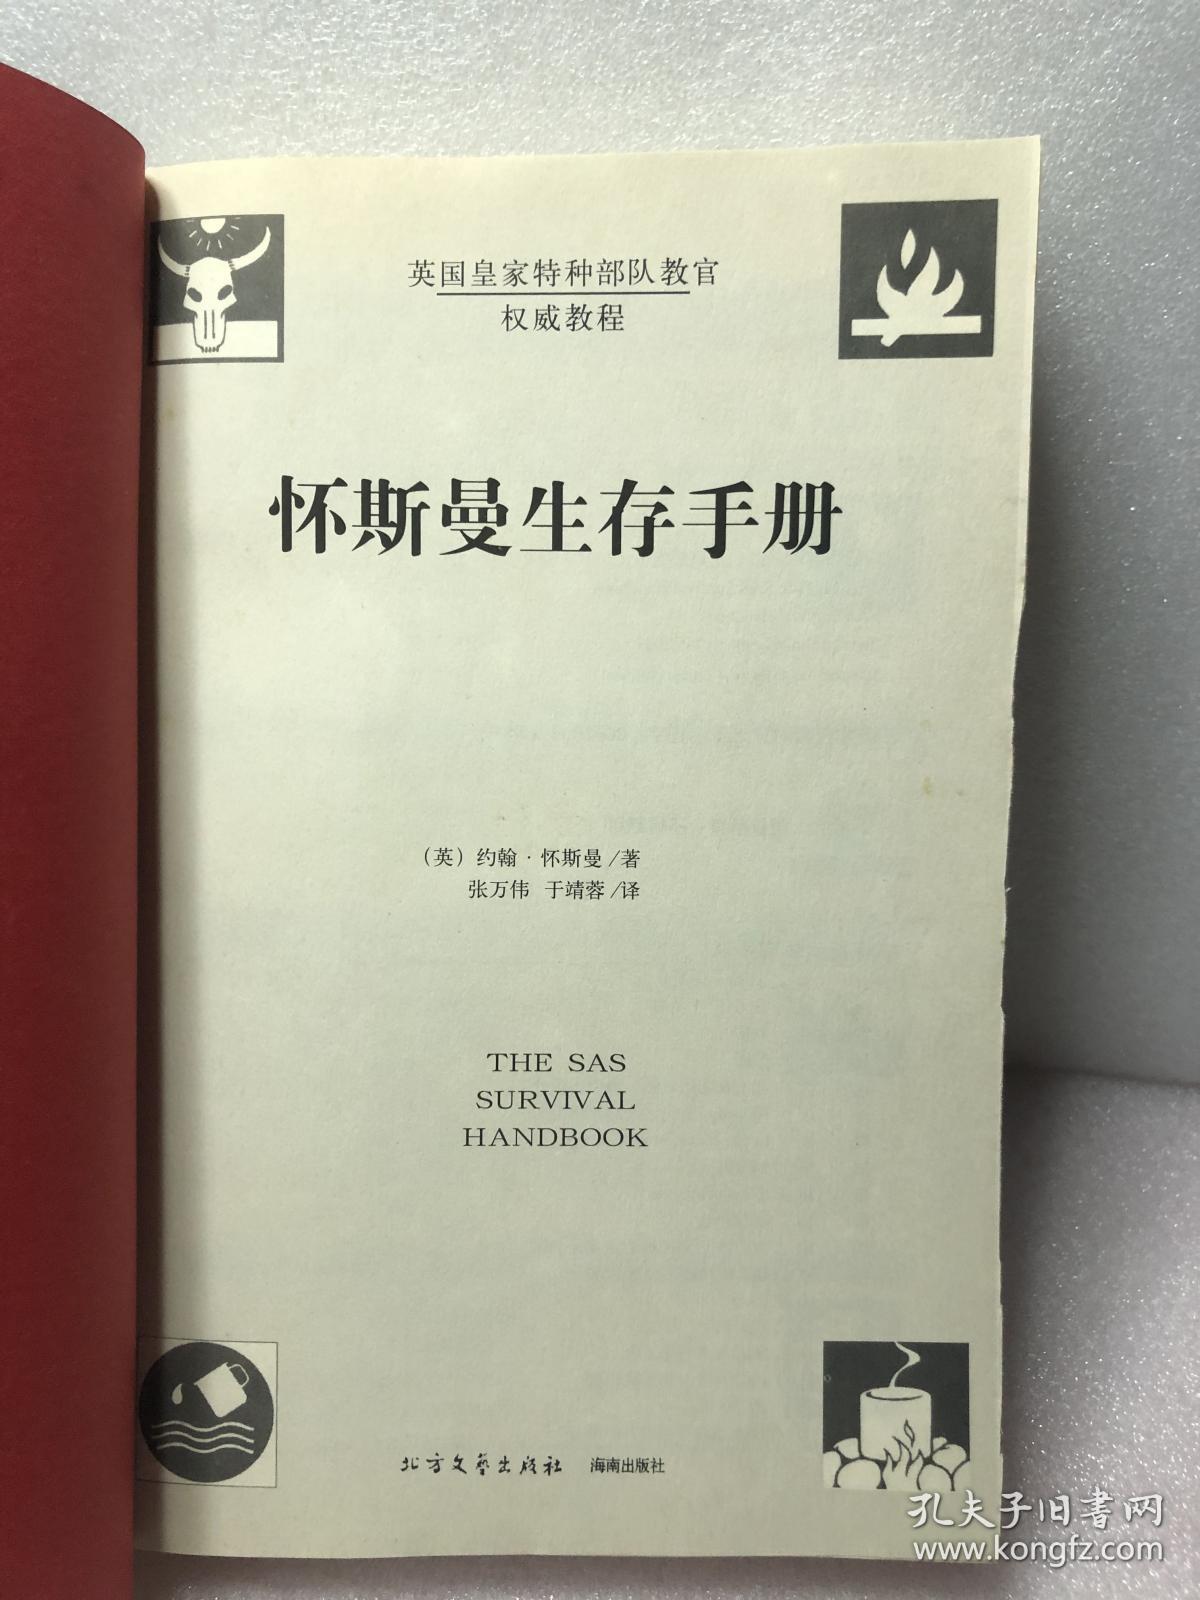 英国皇家特种部队教官
权威教程
怀斯曼生存手册
（英）约翰·怀斯曼/著
张万伟 于靖蓉/译
THE SAS
SURVIVAL
HANDBOOK
北方文艺出版社 海南出版社
孔夫子旧书网
www.kongfz.com